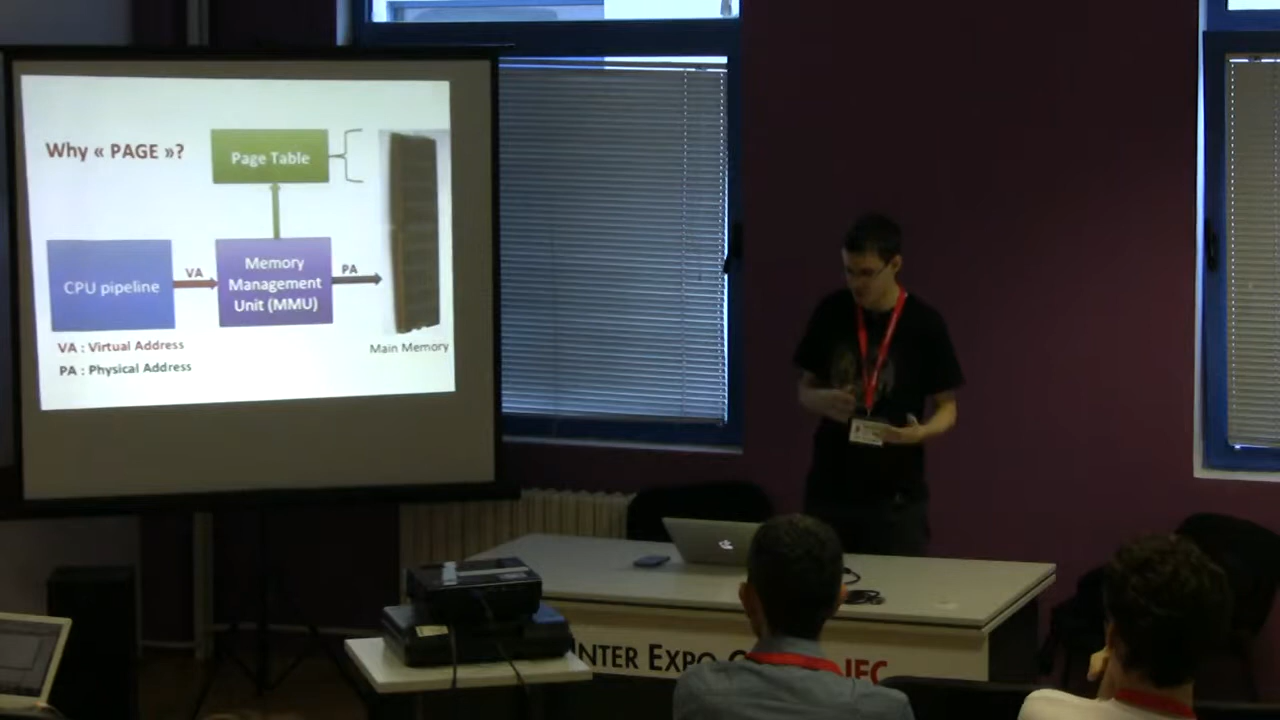 Why « PAGE »?
Page Table
CPU pipeline
VA
Memory
Management
Unit (MMU)
PA
VA : Virtual Address
PA : Physical Address
Main Memory
INTER EXPO
IEC